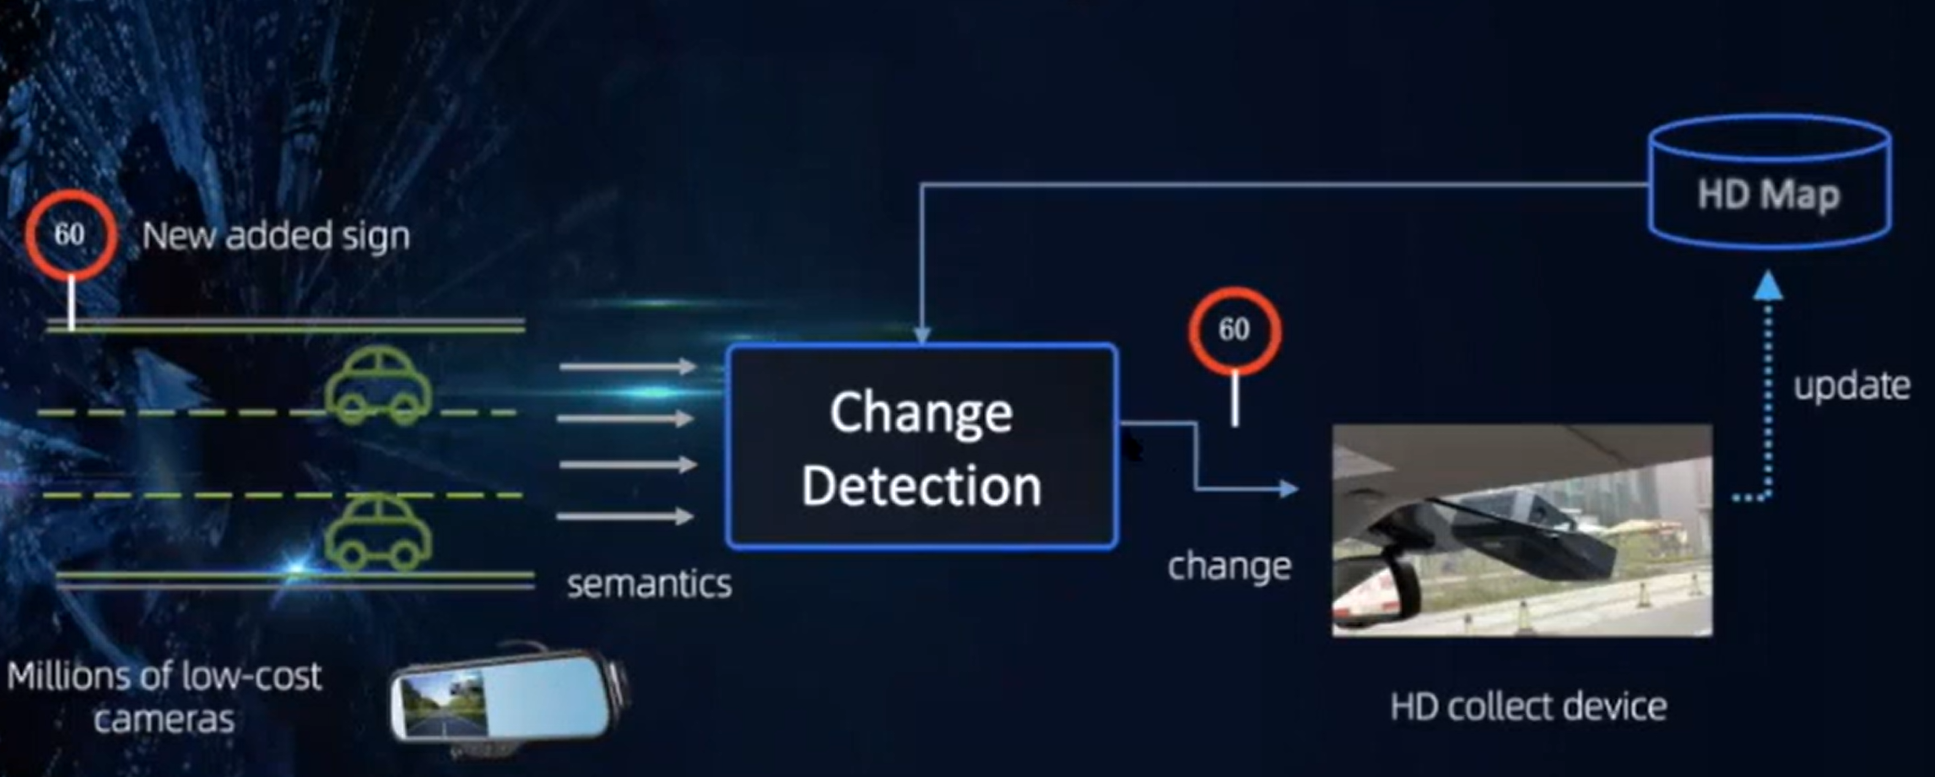 HD Map
60
New added sign
60
update
Change
Detection
change
semantics
Millions of low-cost
cameras
HD collect device